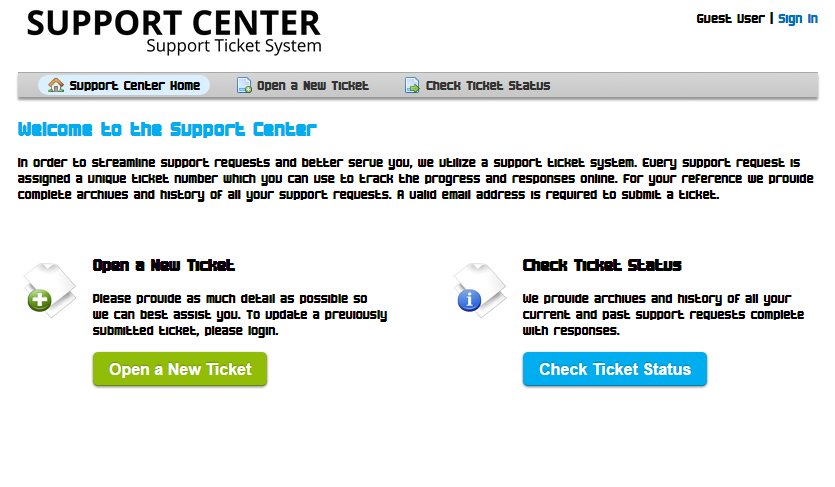 SUPPORT CENTER
Support Ticket System
Guest User | Sign In
Support Center Home
Open a New Ticket
Check Ticket Status
Welcome to the Support Center
In order to streamline support requests and better serve you, we utilize a support ticket system. Every support request is
assigned a unique ticket number which you can use to track the progress and responses online. For your reference we provide
complete archives and history of all your support requests. A valid email address is required to submit a ticket.
Open a New Ticket
Please provide as much detail as possible so
we can best assist you. To update a previously
submitted ticket, please login.
Open a New Ticket
Check Ticket Status
We provide archives and history of all your
current and past support requests complete
with responses.
Check Ticket Status